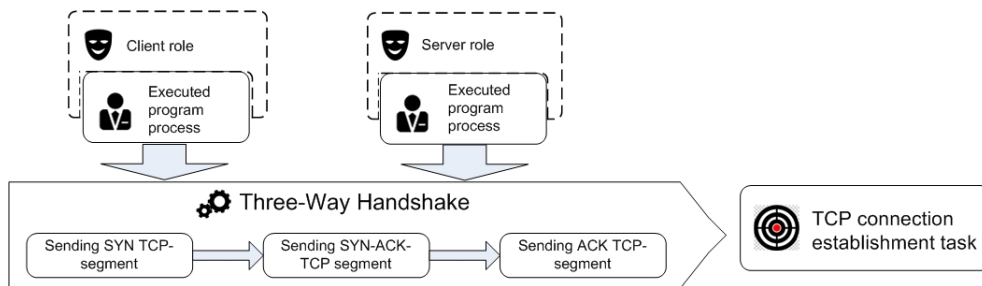 Client role
Executed
program
process
Server role
Executed
program
process
Three-Way Handshake
Sending SYN TCP-
segment
Sending SYN-ACK-
TCP segment
Sending ACK TCP-
segment
TCP connection
establishment task